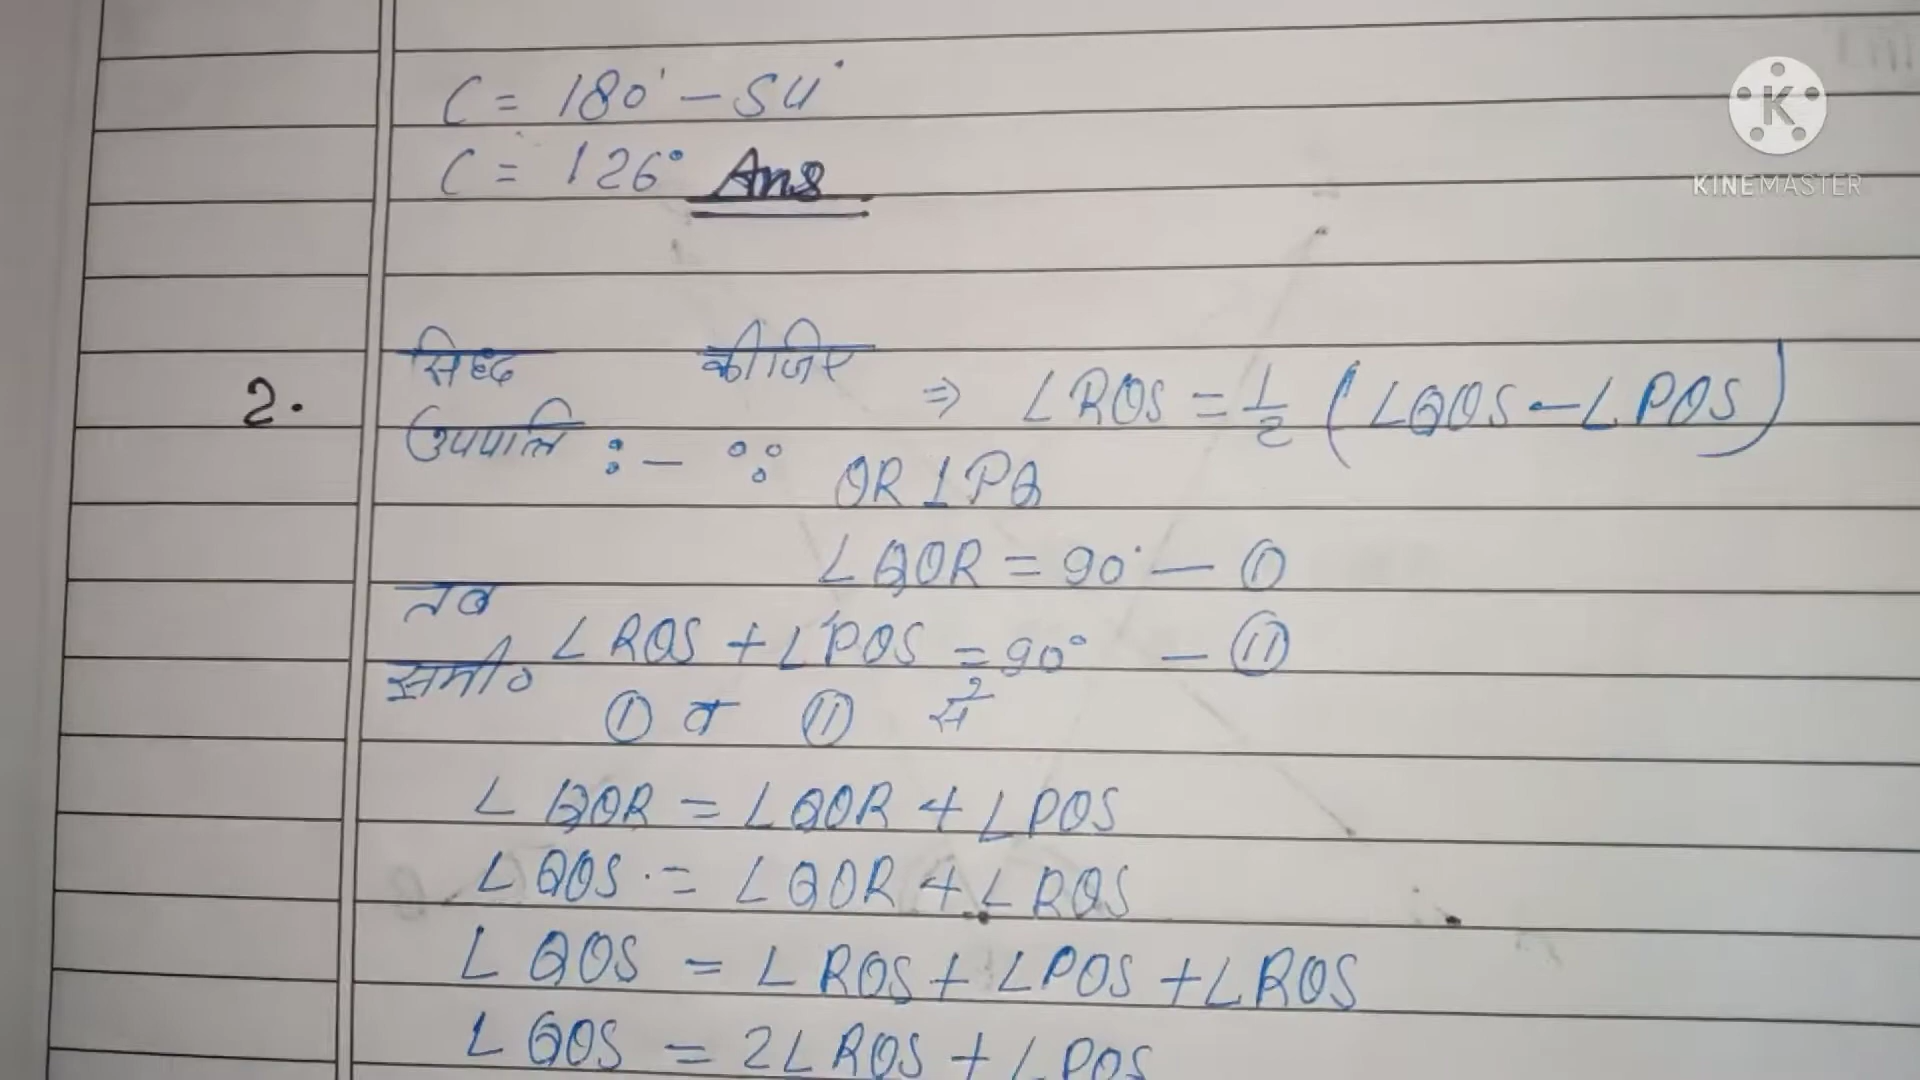 C = 180° - 54°
C = 126° Ans
K
KINEMASTER
2. सिध्द कीजिए ⇒ ∠ROS = 1/2 (∠QOS - ∠POS)
उपपत्ति :- ∵ OR ⊥ PQ
∠QOR = 90° - ①
तब ∠ROS + ∠POS = 90° - ⑪
समी० ① व ⑪ से
∠QOR = ∠QOR + ∠POS
∠QOS = ∠QOR + ∠ROS
∠QOS = ∠ROS + ∠POS + ∠ROS
∠QOS = 2∠ROS + ∠POS